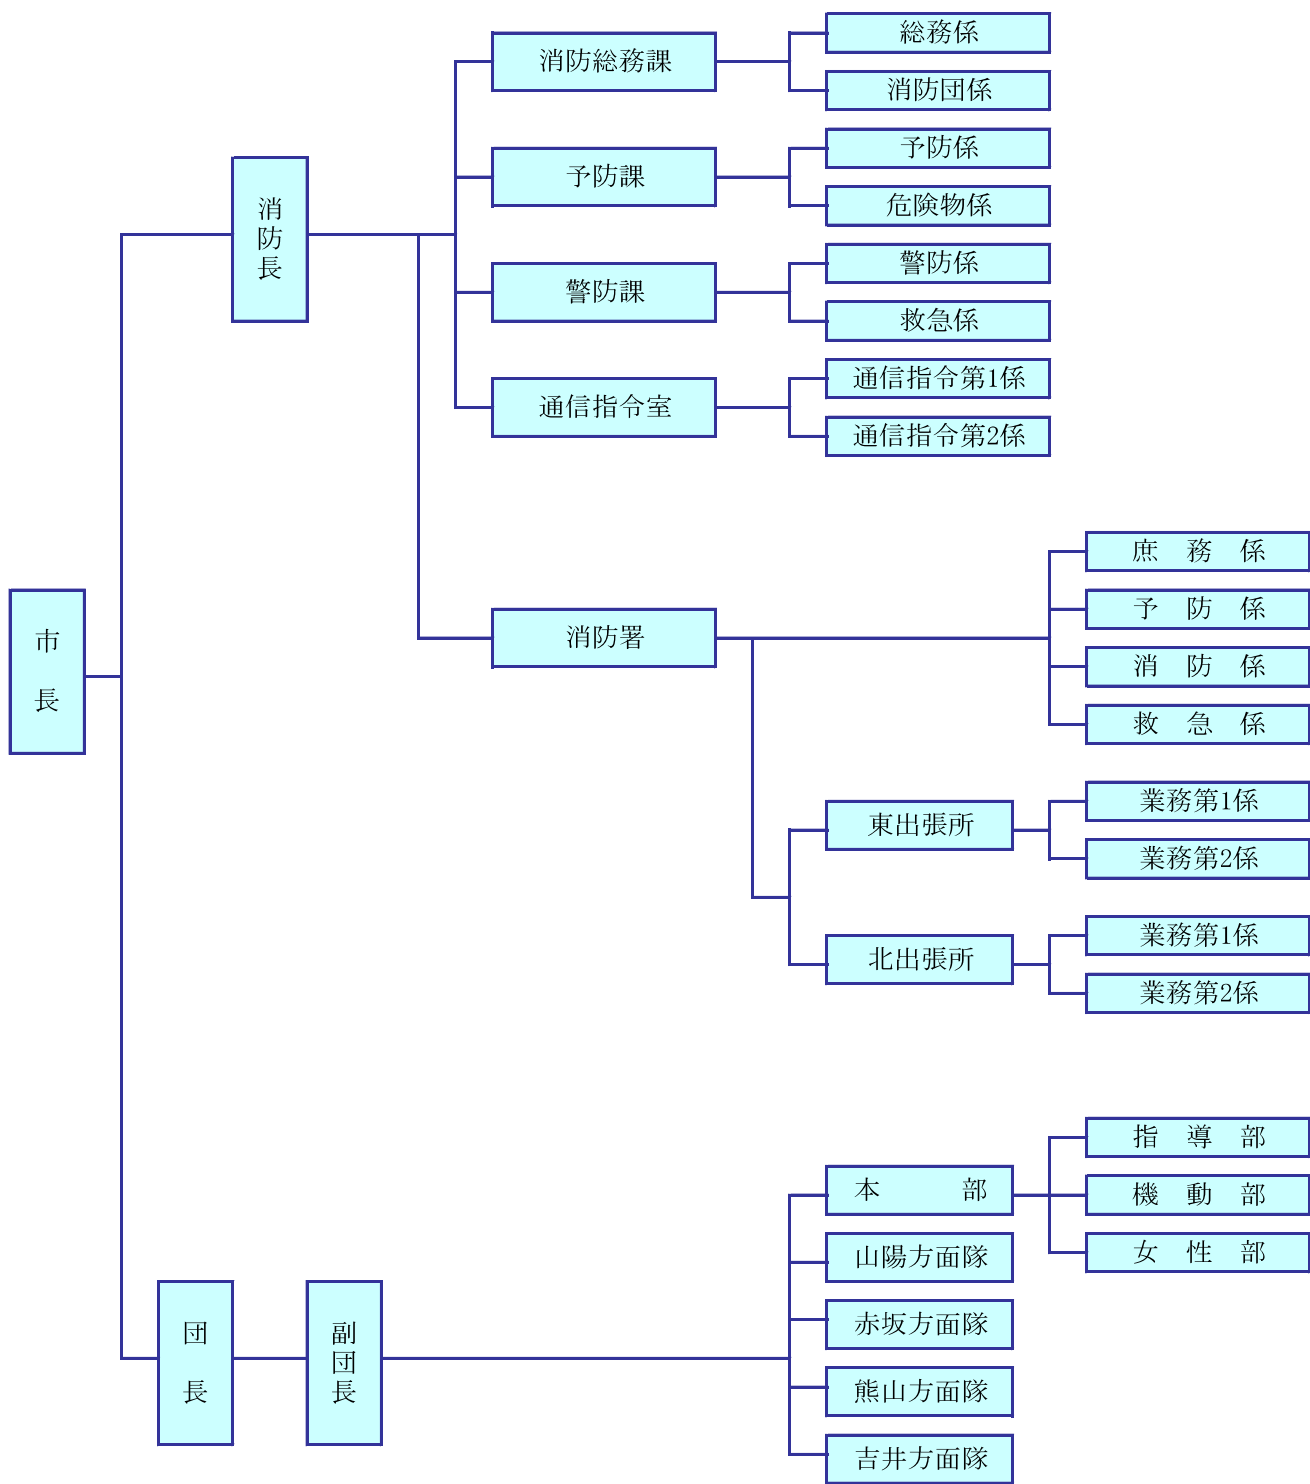 総務係
消防総務課
消防団係
予防係
予防課
危険物係
消防長
警防係
警防課
救急係
通信指令第1係
通信指令室
通信指令第2係
庶　務　係
予　防　係
消防署
市長
消　防　係
救　急　係
業務第1係
東出張所
業務第2係
業務第1係
北出張所
業務第2係
指　導　部
本　　　部
機　動　部
女　性　部
山陽方面隊
団長
副団長
赤坂方面隊
熊山方面隊
吉井方面隊